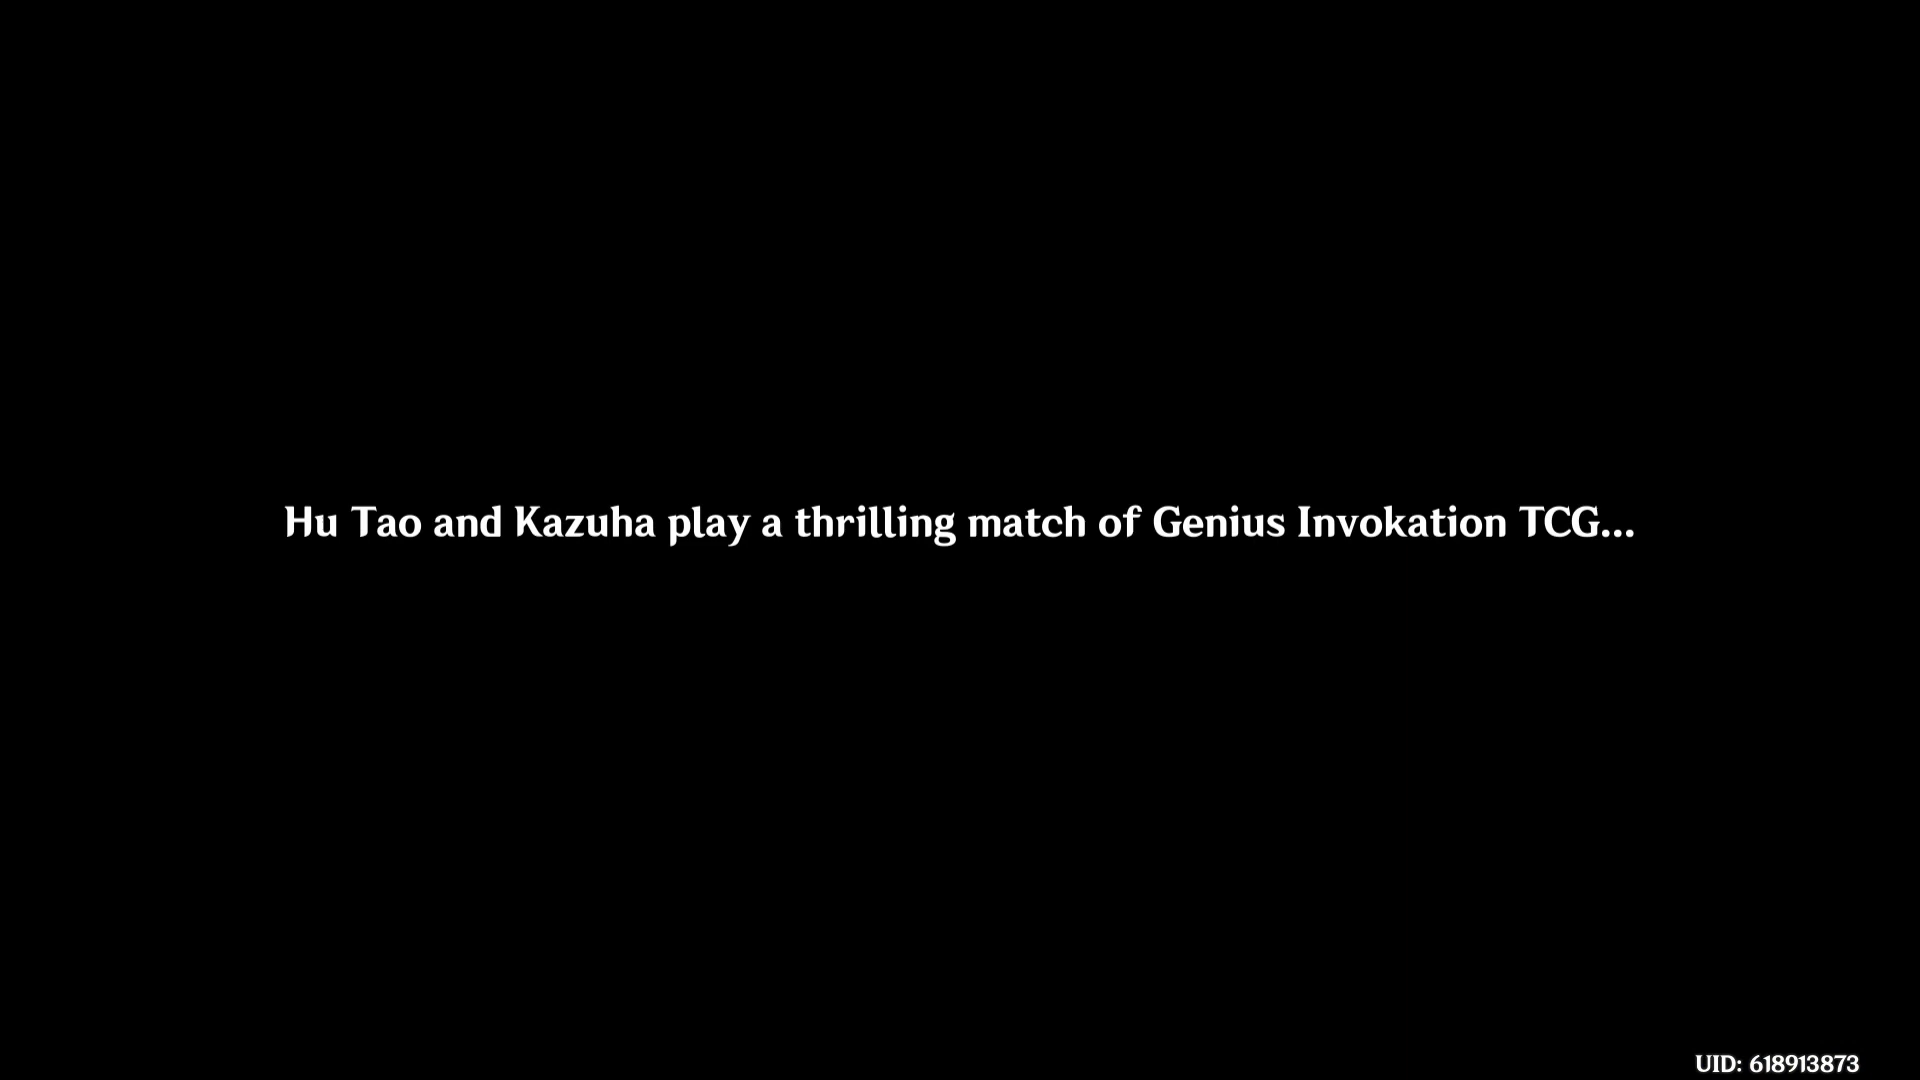 Hu Tao and Kazuha play a thrilling match of Genius Invokation TCG...
UID: 618913873